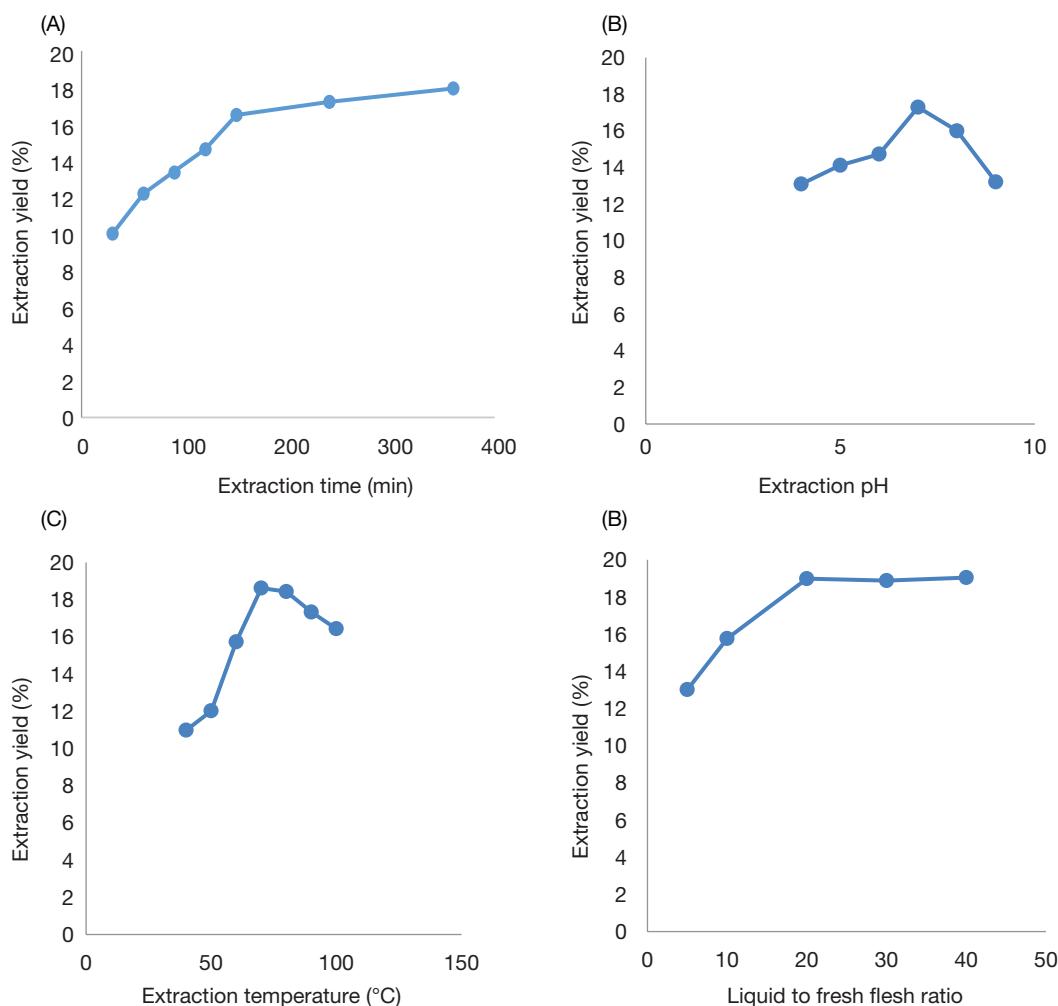 (A)
20
18
16
14
12
10
8
6
4
2
0
Extraction yield (%)
0 100 200 300 400
Extraction time (min)
(B)
20
18
16
14
12
10
8
6
4
2
0
Extraction yield (%)
0 5 10
Extraction pH
(C)
20
18
16
14
12
10
8
6
4
2
0
Extraction yield (%)
0 50 100 150
Extraction temperature (°C)
(B)
20
18
16
14
12
10
8
6
4
2
0
Extraction yield (%)
0 10 20 30 40 50
Liquid to fresh flesh ratio